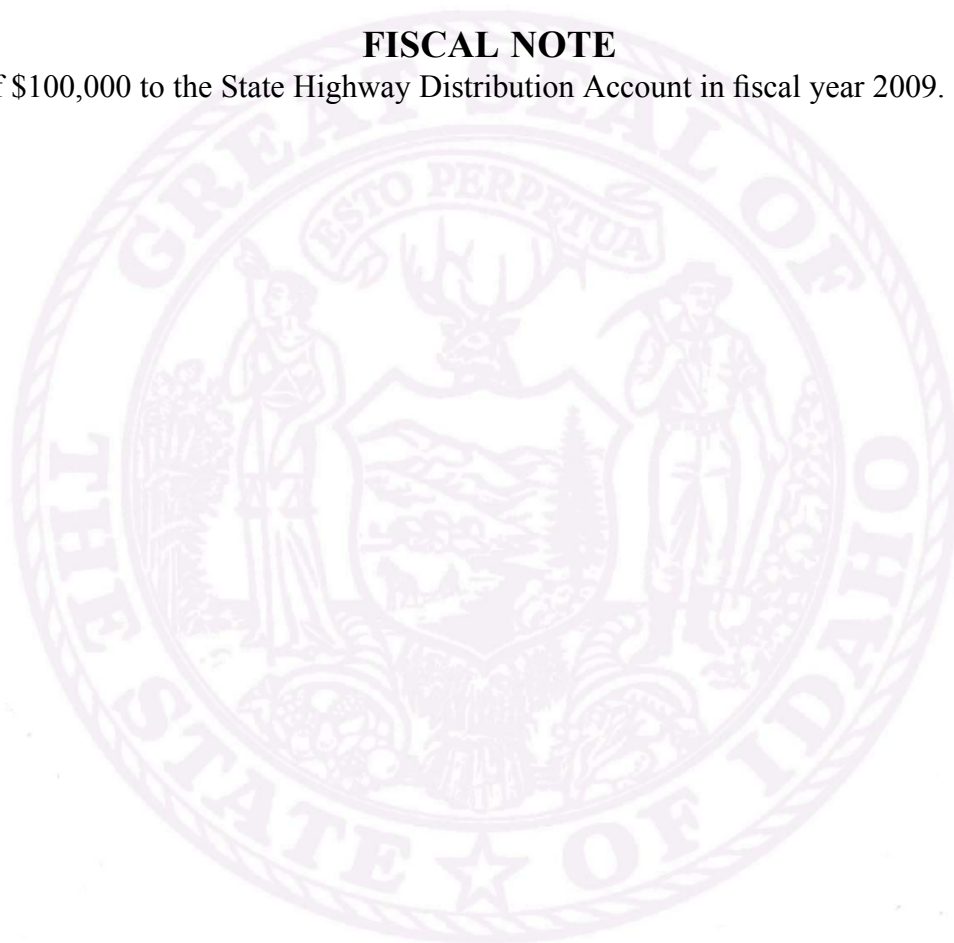 FISCAL NOTE
$100,000 to the State Highway Distribution Account in fiscal year 2009.
GREAT SEAL OF
ESTO PERPETUA
THE STATE OF IDAHO